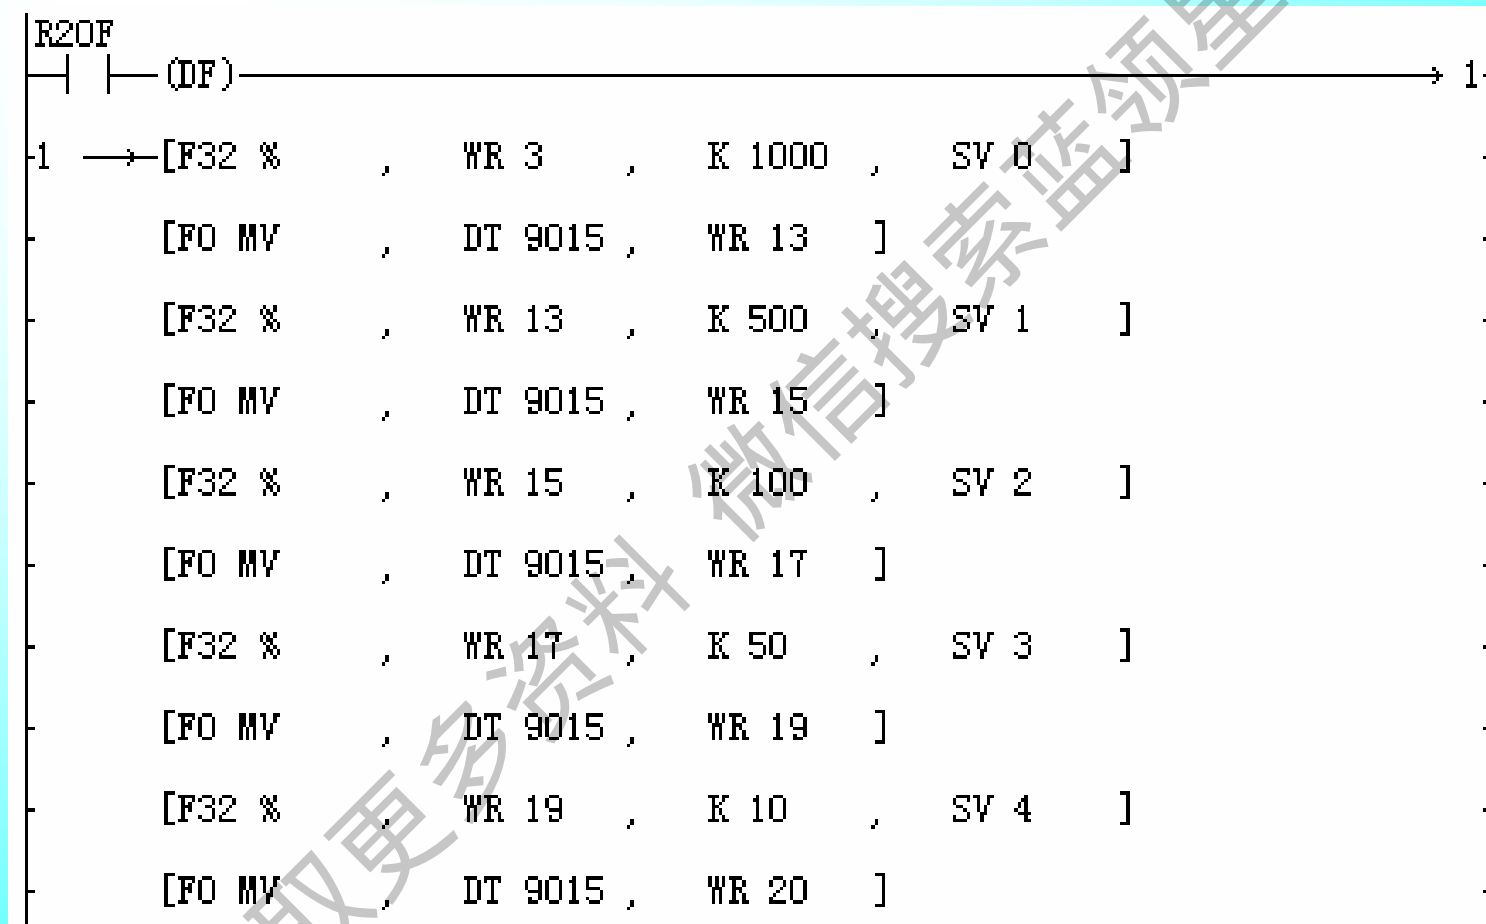 R20F
(DF) 1
1 [F32 % , WR 3 , K 1000 , SV 0 ]
[F0 MV , DT 9015 , WR 13 ]
[F32 % , WR 13 , K 500 , SV 1 ]
[F0 MV , DT 9015 , WR 15 ]
[F32 % , WR 15 , K 100 , SV 2 ]
[F0 MV , DT 9015 , WR 17 ]
[F32 % , WR 17 , K 50 , SV 3 ]
[F0 MV , DT 9015 , WR 19 ]
[F32 % , WR 19 , K 10 , SV 4 ]
[F0 MV , DT 9015 , WR 20 ]
取更多资料 微信搜索蓝领星